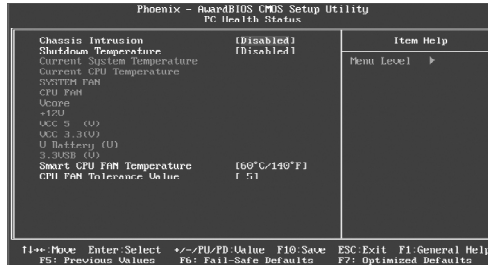 Phoenix - AwardBIOS CMOS Setup Utility
PC Health Status
Chassis Intrusion [Disabled]
Shutdown Temperature [Disabled]
Current System Temperature
Current CPU Temperature
SYSTEM FAN
CPU FAN
Vcore
+12V
VCC 5 (V)
VCC 3.3(V)
V Battery (V)
3.3VSB (V)
Smart CPU FAN Temperature [60°C/140°F]
CPU FAN Tolerance Value [ 5]
Item Help
Menu Level ▶
↑↓→←:Move Enter:Select +/-/PU/PD:Value F10:Save ESC:Exit F1:General Help
F5: Previous Values F6: Fail-Safe Defaults F7: Optimized Defaults